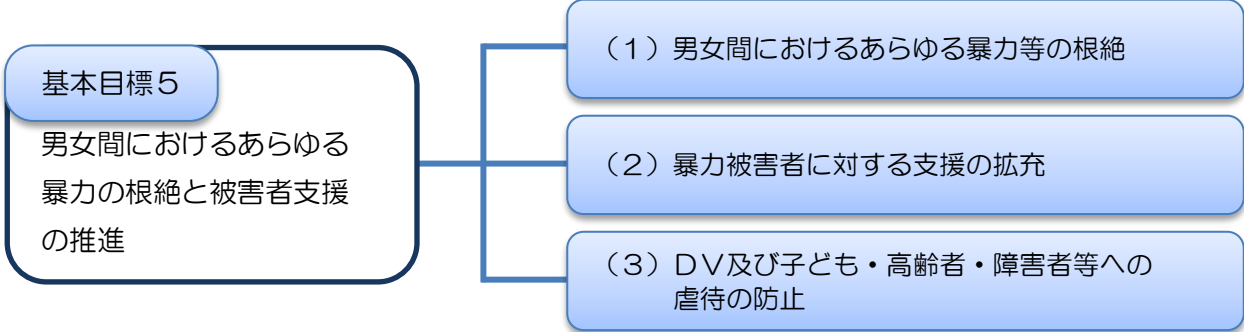 基本目標５
男女間におけるあらゆる
暴力の根絶と被害者支援
の推進
（１）男女間におけるあらゆる暴力等の根絶
（２）暴力被害者に対する支援の拡充
（３）ＤＶ及び子ども・高齢者・障害者等への
虐待の防止